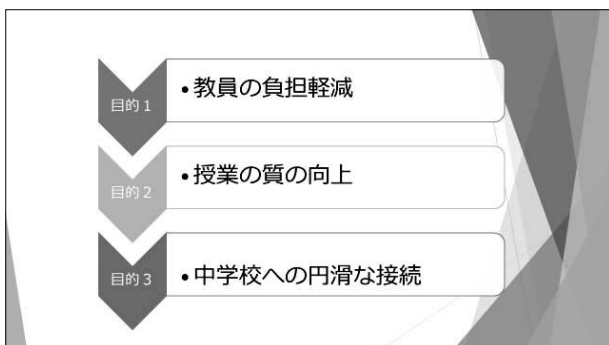 目的1
•教員の負担軽減
目的2
•授業の質の向上
目的3
•中学校への円滑な接続